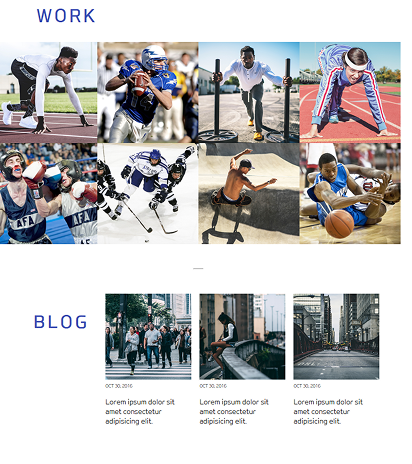 WORK
AFA
AFA
BLOG
OCT 30, 2016
Lorem ipsum dolor sit
amet consectetur
adipisicing elit.
OCT 30, 2016
Lorem ipsum dolor sit
amet consectetur
adipisicing elit.
OCT 30, 2016
Lorem ipsum dolor sit
amet consectetur
adipisicing elit.